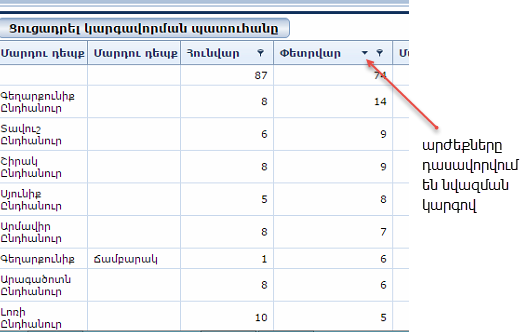 Ցուցադրել կարգավորման պատուհանը
Մարդու դեպք Մարդու դեպք Հունվար Փետրվար
87 74
Գեղարքունիք
Ընդհանուր 8 14
Տավուշ
Ընդհանուր 6 9
Շիրակ
Ընդհանուր 8 9
Սյունիք
Ընդհանուր 5 8
Արմավիր
Ընդհանուր 8 7
Գեղարքունիք Ճամբարակ 1 6
Արագածոտն
Ընդհանուր 8 6
Լոռի
Ընդհանուր 10 5
արժեքները
դասավորվում
են նվազման
կարգով